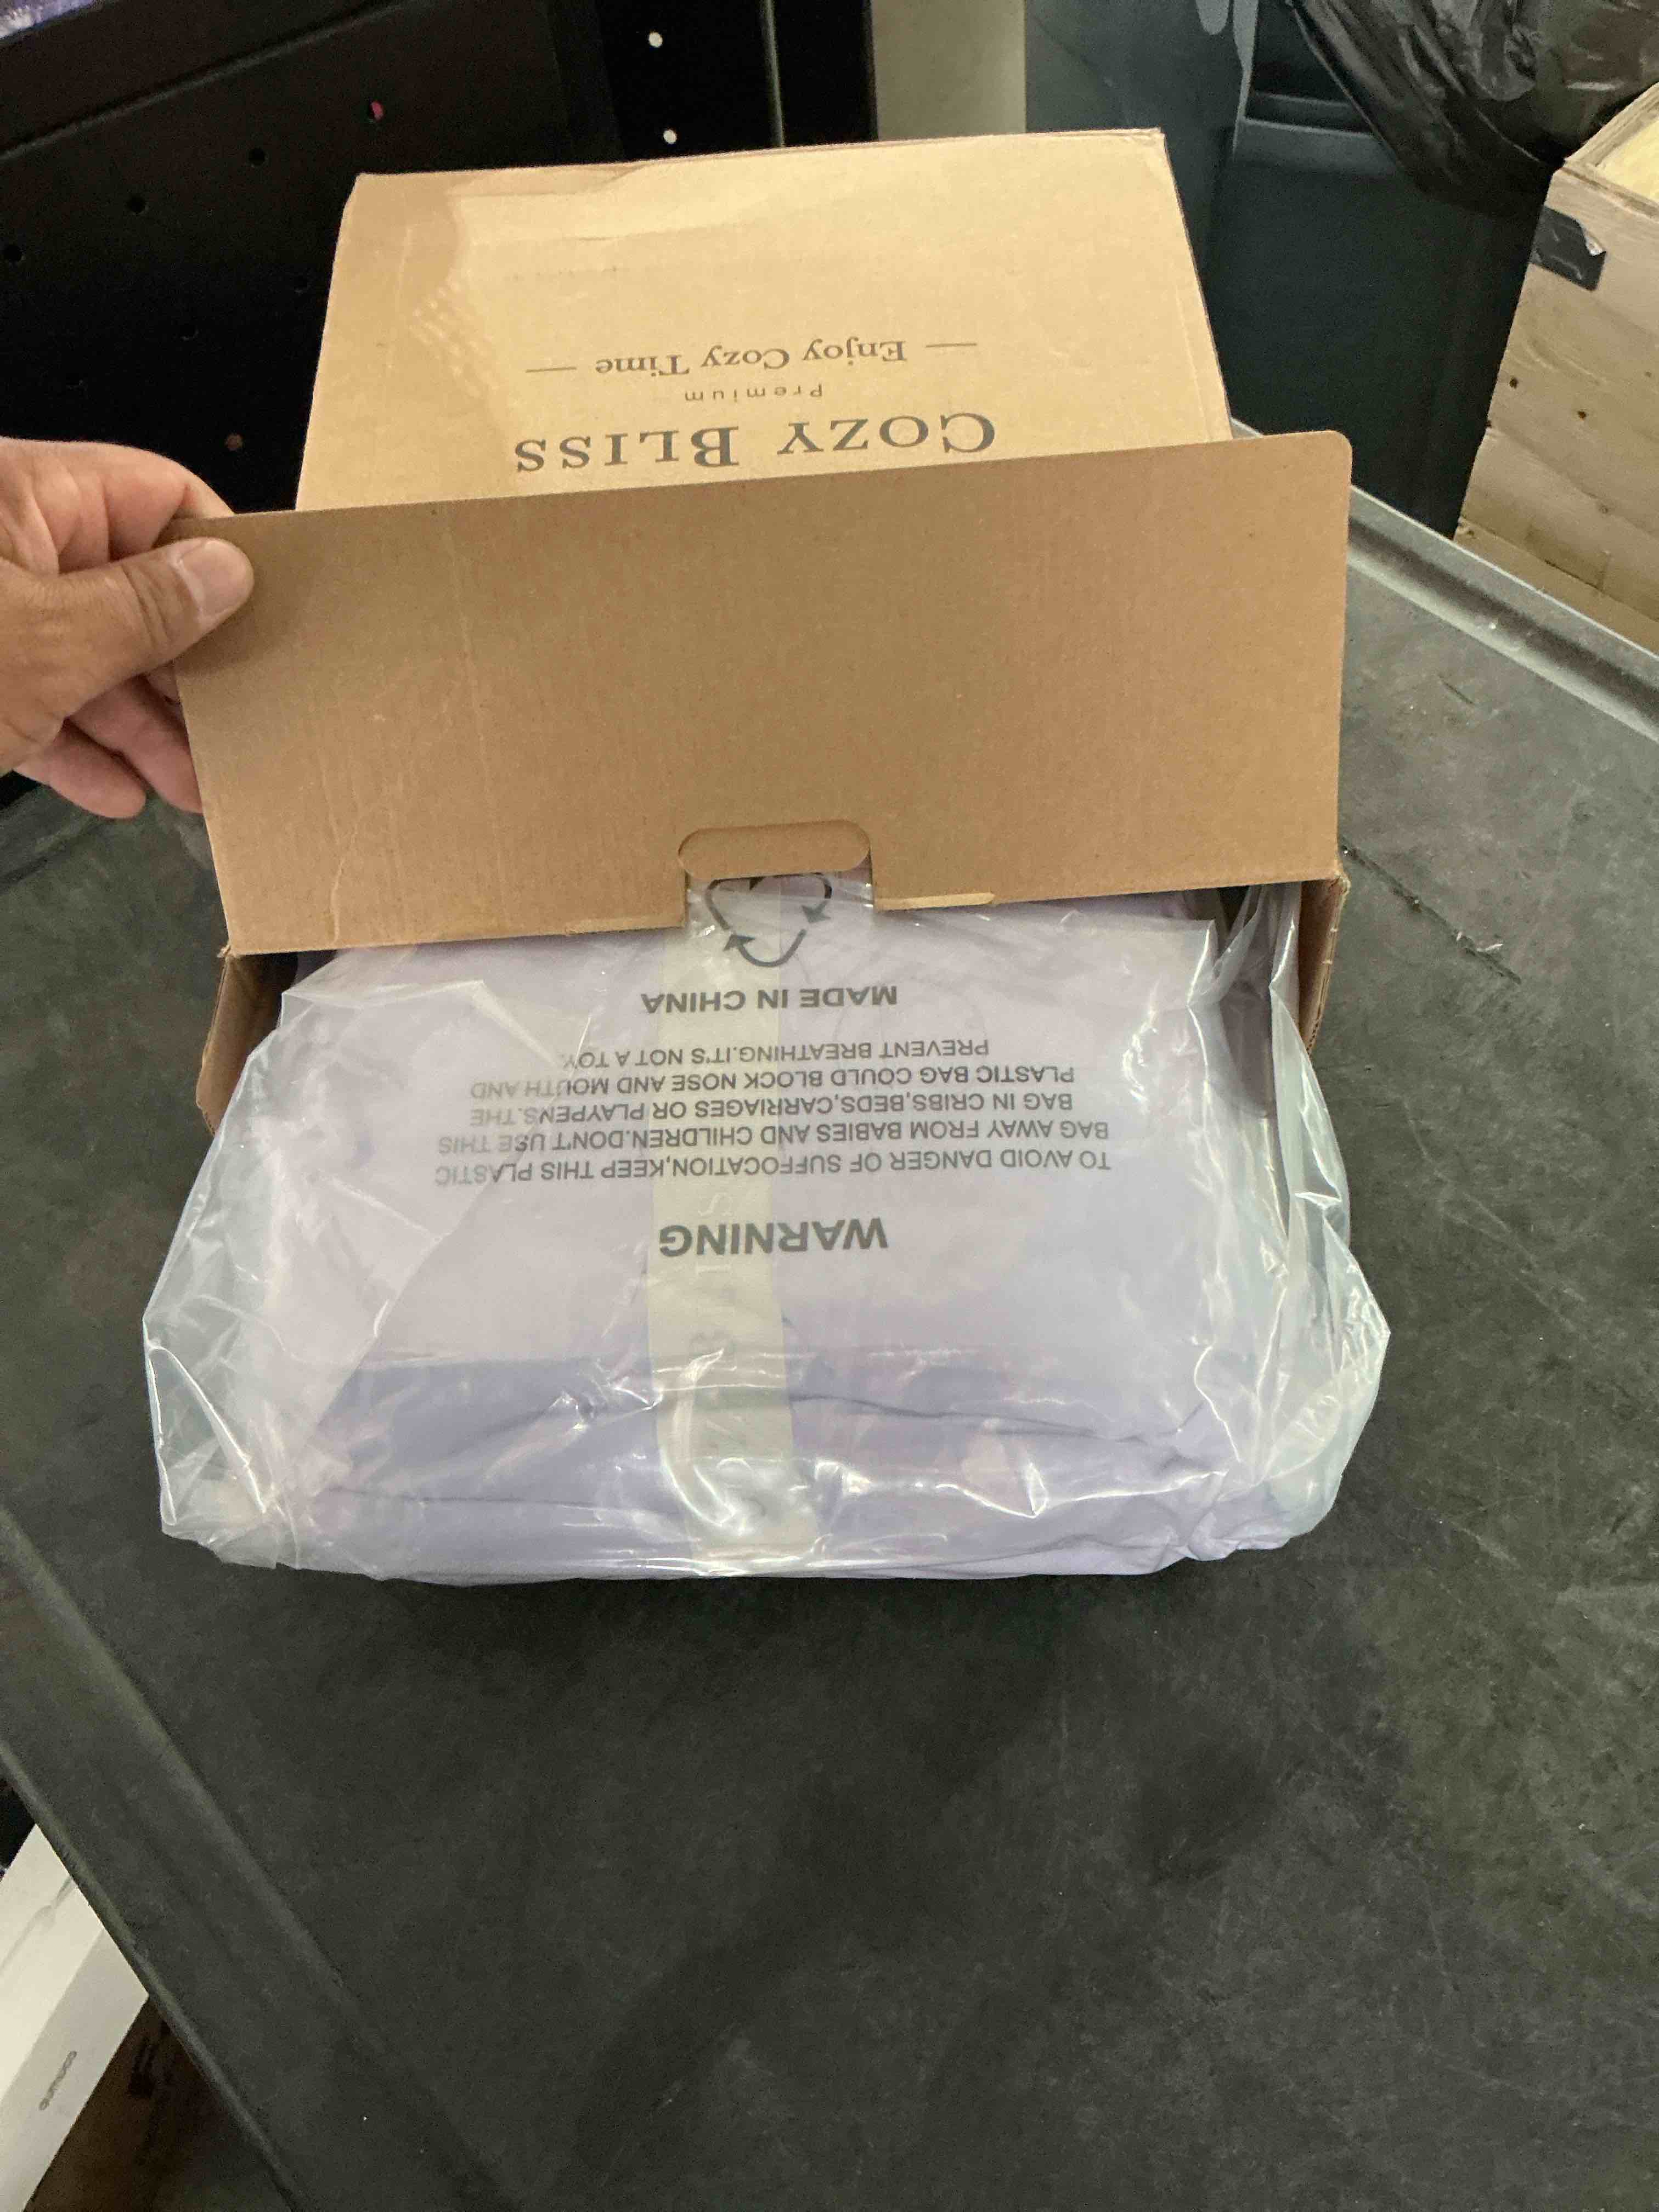 COZY BLISS
Premium
— Enjoy Cozy Time —
WARNING
TO AVOID DANGER OF SUFFOCATION,KEEP THIS PLASTIC
BAG AWAY FROM BABIES AND CHILDREN.DON'T USE THIS
BAG IN CRIBS,BEDS,CARRIAGES OR PLAYPENS.THE
PLASTIC BAG COULD BLOCK NOSE AND MOUTH AND
PREVENT BREATHING.IT'S NOT A TOY.
MADE IN CHINA